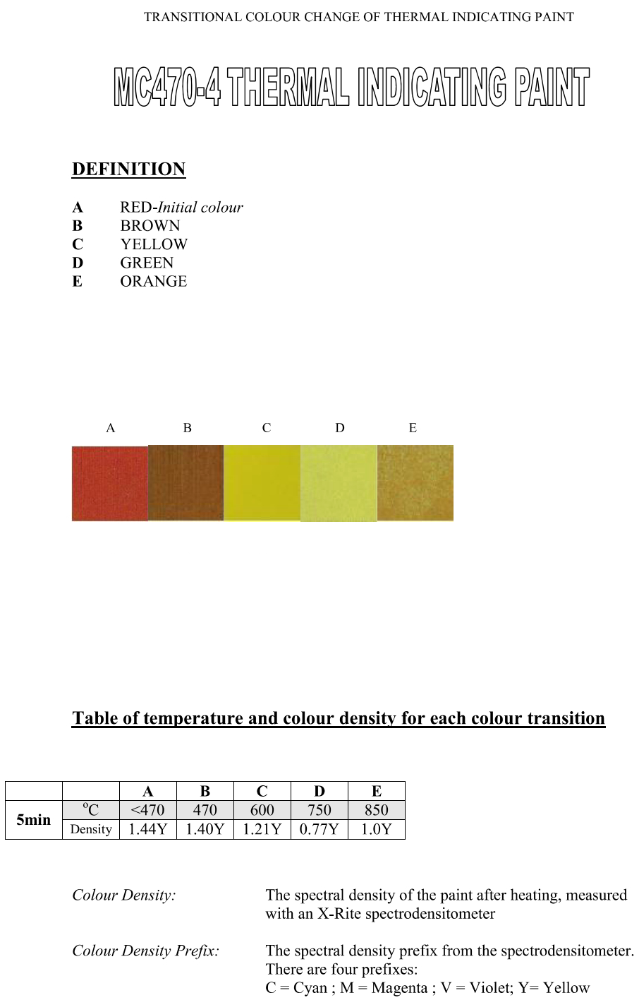 TRANSITIONAL COLOUR CHANGE OF THERMAL INDICATING PAINT
MC470-4 THERMAL INDICATING PAINT
DEFINITION
A RED-Initial colour
B BROWN
C YELLOW
D GREEN
E ORANGE
A B C D E
Table of temperature and colour density for each colour transition
A B C D E
5min °C <470 470 600 750 850
Density 1.44Y 1.40Y 1.21Y 0.77Y 1.0Y
Colour Density: The spectral density of the paint after heating, measured
with an X-Rite spectrodensitometer
Colour Density Prefix: The spectral density prefix from the spectrodensitometer.
There are four prefixes:
C = Cyan ; M = Magenta ; V = Violet; Y= Yellow